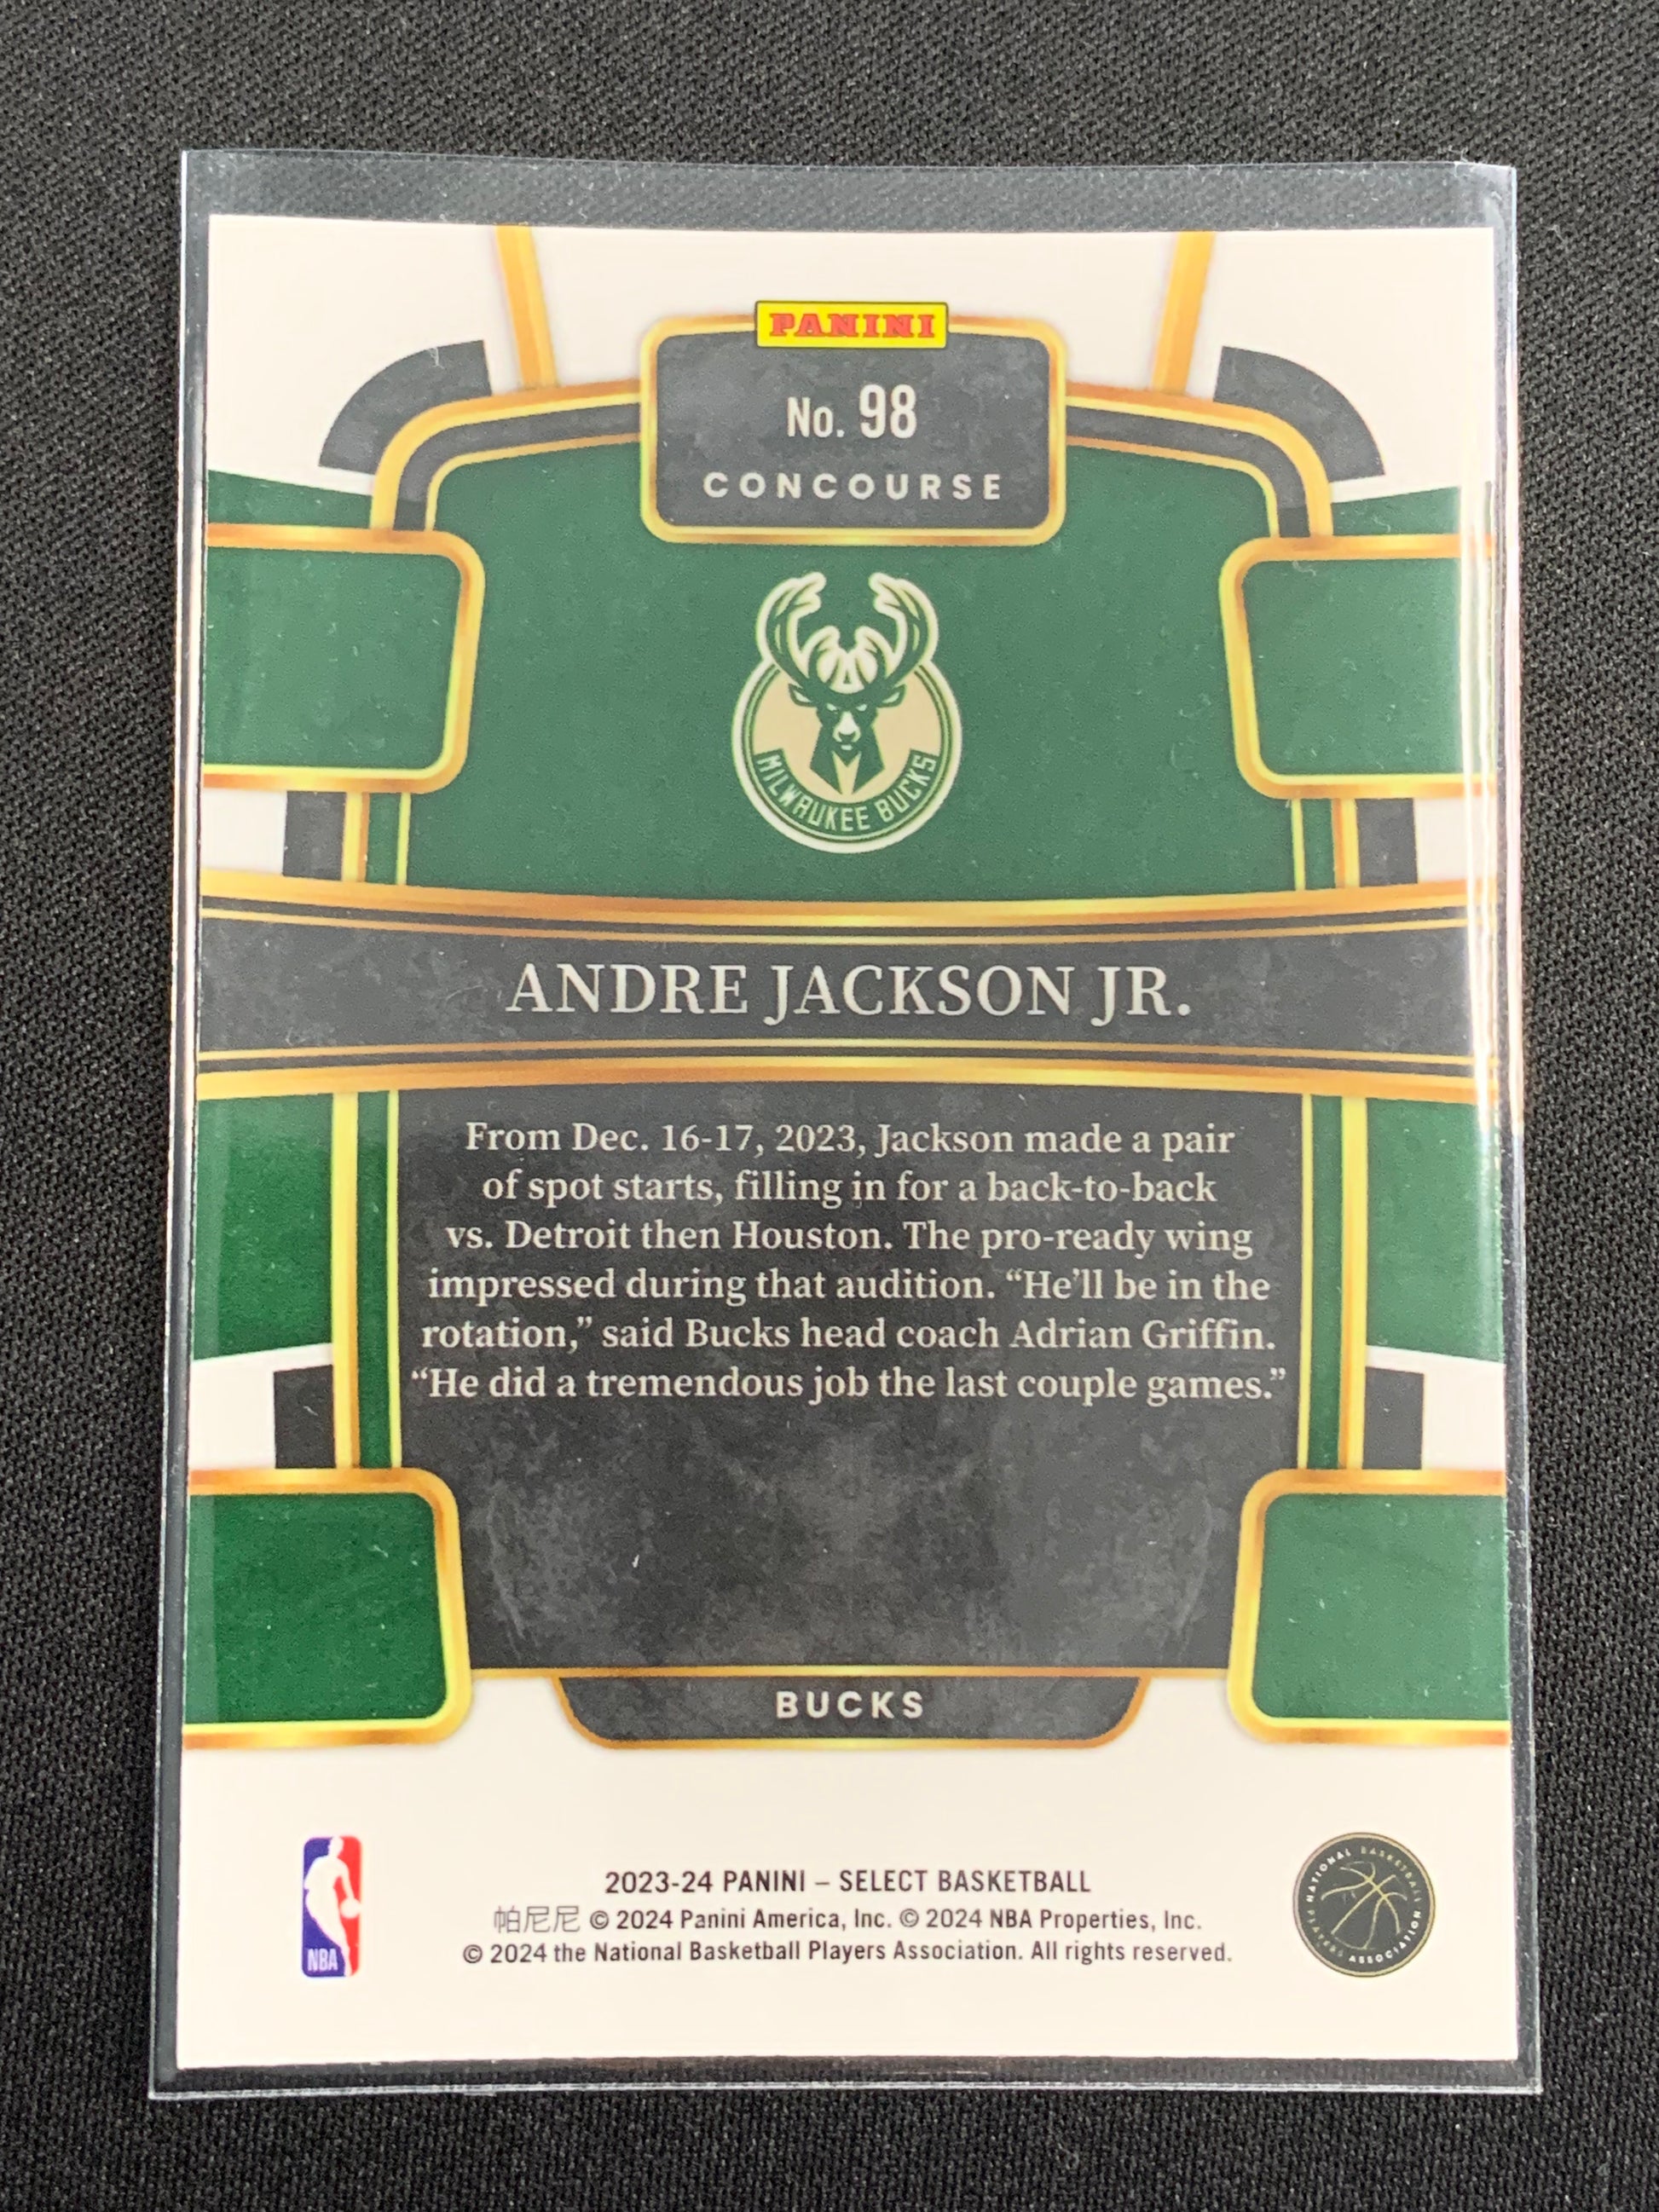 PANINI
No. 98
CONCOURSE
MILWAUKEE BUCKS
ANDRE JACKSON JR.
From Dec. 16-17, 2023, Jackson made a pair
of spot starts, filling in for a back-to-back
vs. Detroit then Houston. The pro-ready wing
impressed during that audition. “He’ll be in the
rotation,” said Bucks head coach Adrian Griffin.
“He did a tremendous job the last couple games.”
BUCKS
NBA
2023-24 PANINI – SELECT BASKETBALL
帕尼尼 © 2024 Panini America, Inc. © 2024 NBA Properties, Inc.
© 2024 the National Basketball Players Association. All rights reserved.
NATIONAL BASKETBALL PLAYERS ASSOCIATION